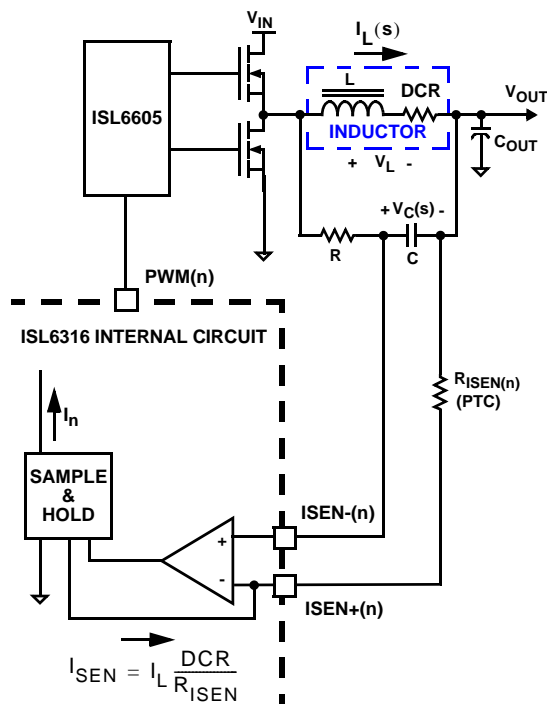 V_IN
I_L(s)
ISL6605
L
DCR
INDUCTOR
V_OUT
C_OUT
+ V_L -
+ V_C(s) -
R
C
PWM(n)
ISL6316 INTERNAL CIRCUIT
R_ISEN(n)
(PTC)
I_n
SAMPLE
&
HOLD
+
-
ISEN-(n)
ISEN+(n)
I_SEN = I_L DCR / R_ISEN